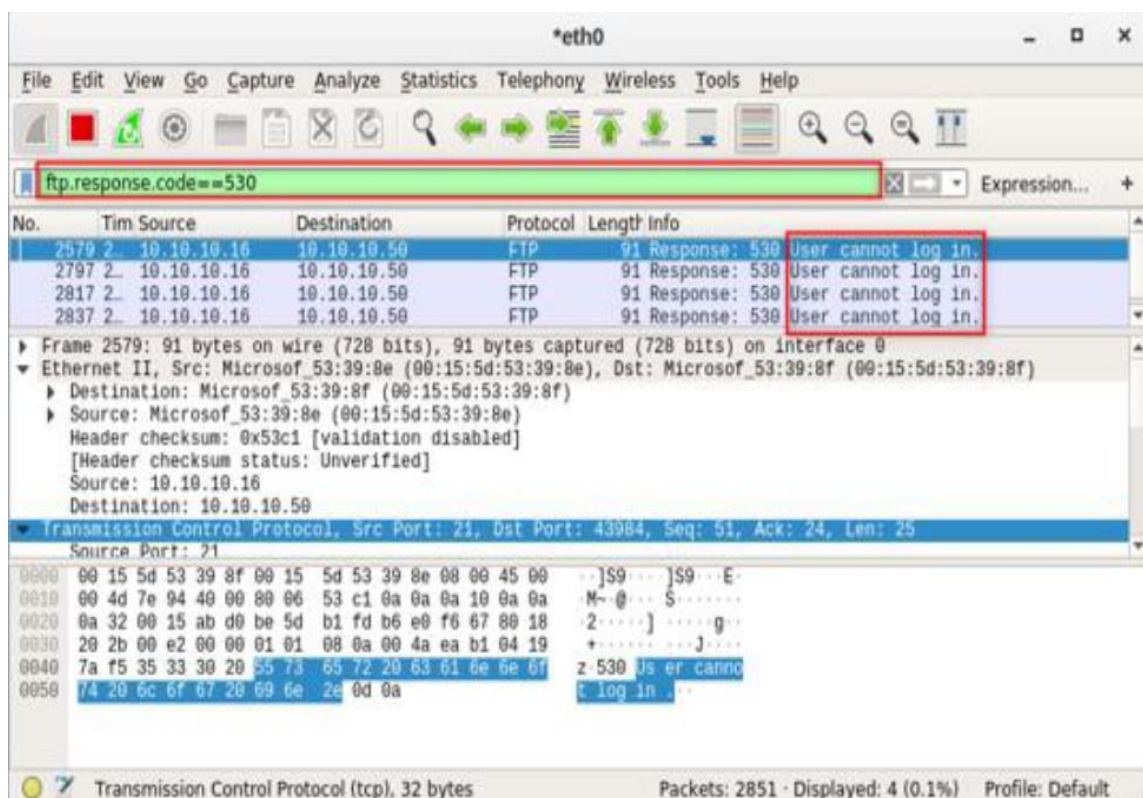 *eth0
File Edit View Go Capture Analyze Statistics Telephony Wireless Tools Help
ftp.response.code==530 Expression... +
No. Tim Source Destination Protocol Length Info
2579 2… 10.10.10.16 10.10.10.50 FTP 91 Response: 530 User cannot log in.
2797 2… 10.10.10.16 10.10.10.50 FTP 91 Response: 530 User cannot log in.
2817 2… 10.10.10.16 10.10.10.50 FTP 91 Response: 530 User cannot log in.
2837 2… 10.10.10.16 10.10.10.50 FTP 91 Response: 530 User cannot log in.
Frame 2579: 91 bytes on wire (728 bits), 91 bytes captured (728 bits) on interface 0
Ethernet II, Src: Microsof_53:39:8e (00:15:5d:53:39:8e), Dst: Microsof_53:39:8f (00:15:5d:53:39:8f)
Destination: Microsof_53:39:8f (00:15:5d:53:39:8f)
Source: Microsof_53:39:8e (00:15:5d:53:39:8e)
Header checksum: 0x53c1 [validation disabled]
[Header checksum status: Unverified]
Source: 10.10.10.16
Destination: 10.10.10.50
Transmission Control Protocol, Src Port: 21, Dst Port: 43984, Seq: 51, Ack: 24, Len: 25
Source Port: 21
0000 00 15 5d 53 39 8f 00 15 5d 53 39 8e 08 00 45 00 ··]S9··· ]S9···E·
0010 00 4d 7e 94 40 00 80 06 53 c1 0a 0a 0a 10 0a 0a ·M~·@··· S·······
0020 0a 32 00 15 ab d0 be 5d b1 fd b6 e0 f6 67 80 18 ·2·····] ·····g··
0030 20 2b 00 e2 00 00 01 01 08 0a 00 4a ea b1 04 19 +······ ···J····
0040 7a f5 35 33 30 20 55 73 65 72 20 63 61 6e 6e 6f z·530 Us er canno
0050 74 20 6c 6f 67 20 69 6e 2e 0d 0a t log in .··
Transmission Control Protocol (tcp), 32 bytes Packets: 2851 · Displayed: 4 (0.1%) Profile: Default